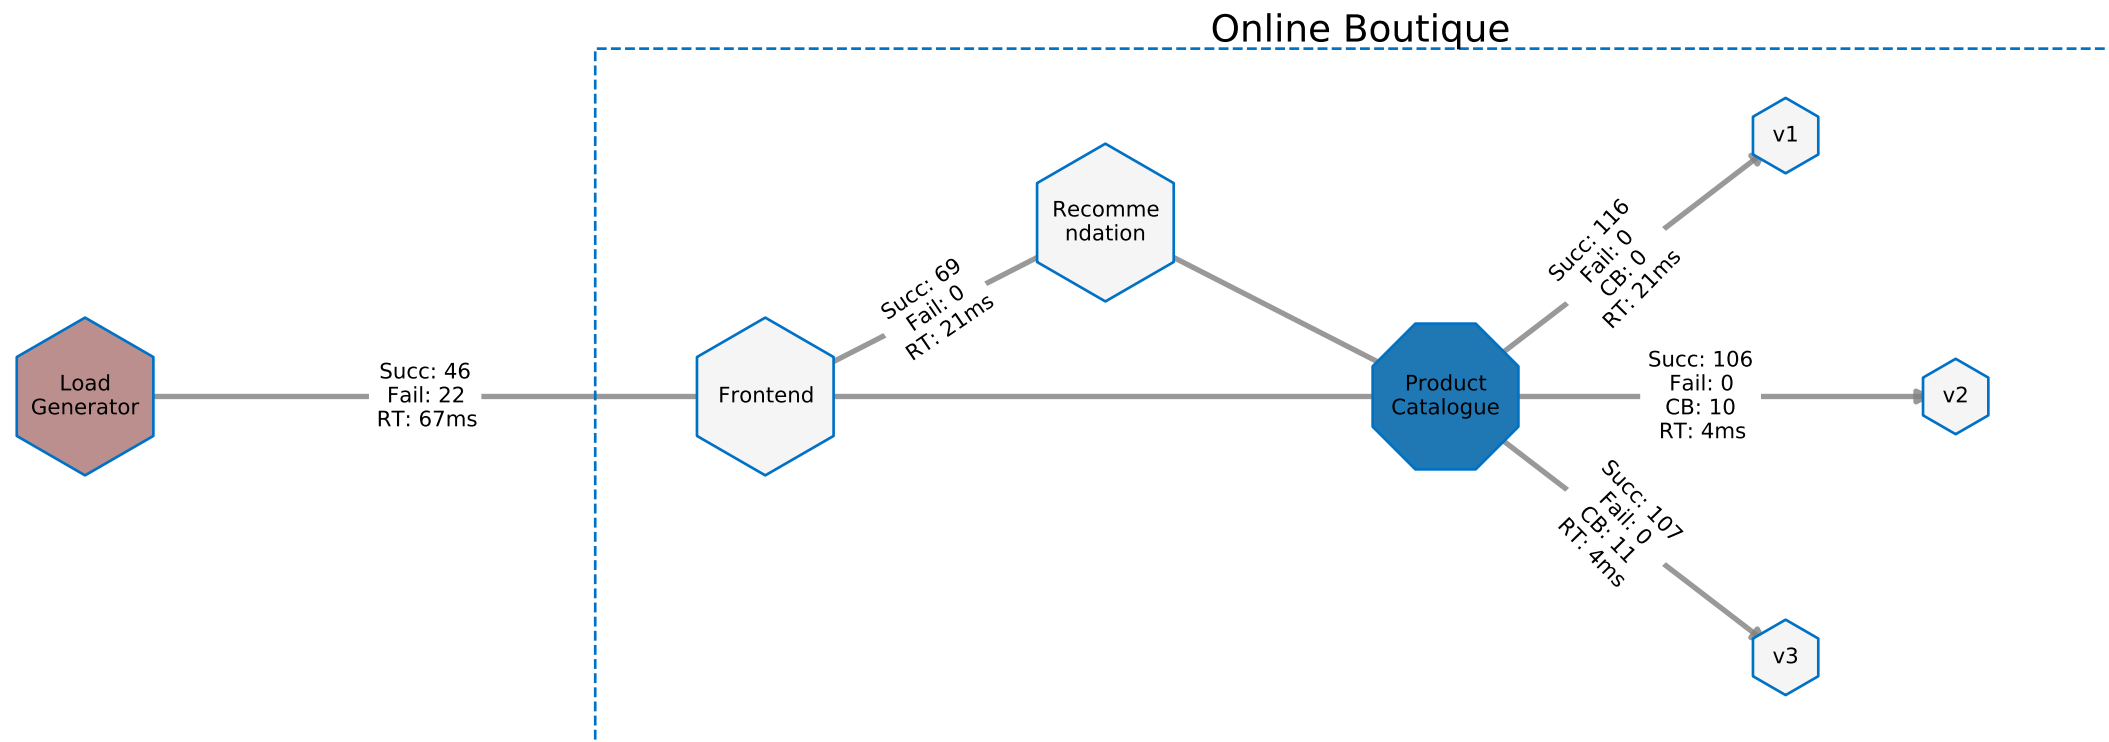 Online Boutique
Load
Generator
Succ: 46
Fail: 22
RT: 67ms
Frontend
Succ: 69
Fail: 0
RT: 21ms
Recomme
ndation
Product
Catalogue
Succ: 116
Fail: 0
CB: 0
RT: 21ms
v1
Succ: 106
Fail: 0
CB: 10
RT: 4ms
v2
Succ: 107
Fail: 0
CB: 11
RT: 4ms
v3